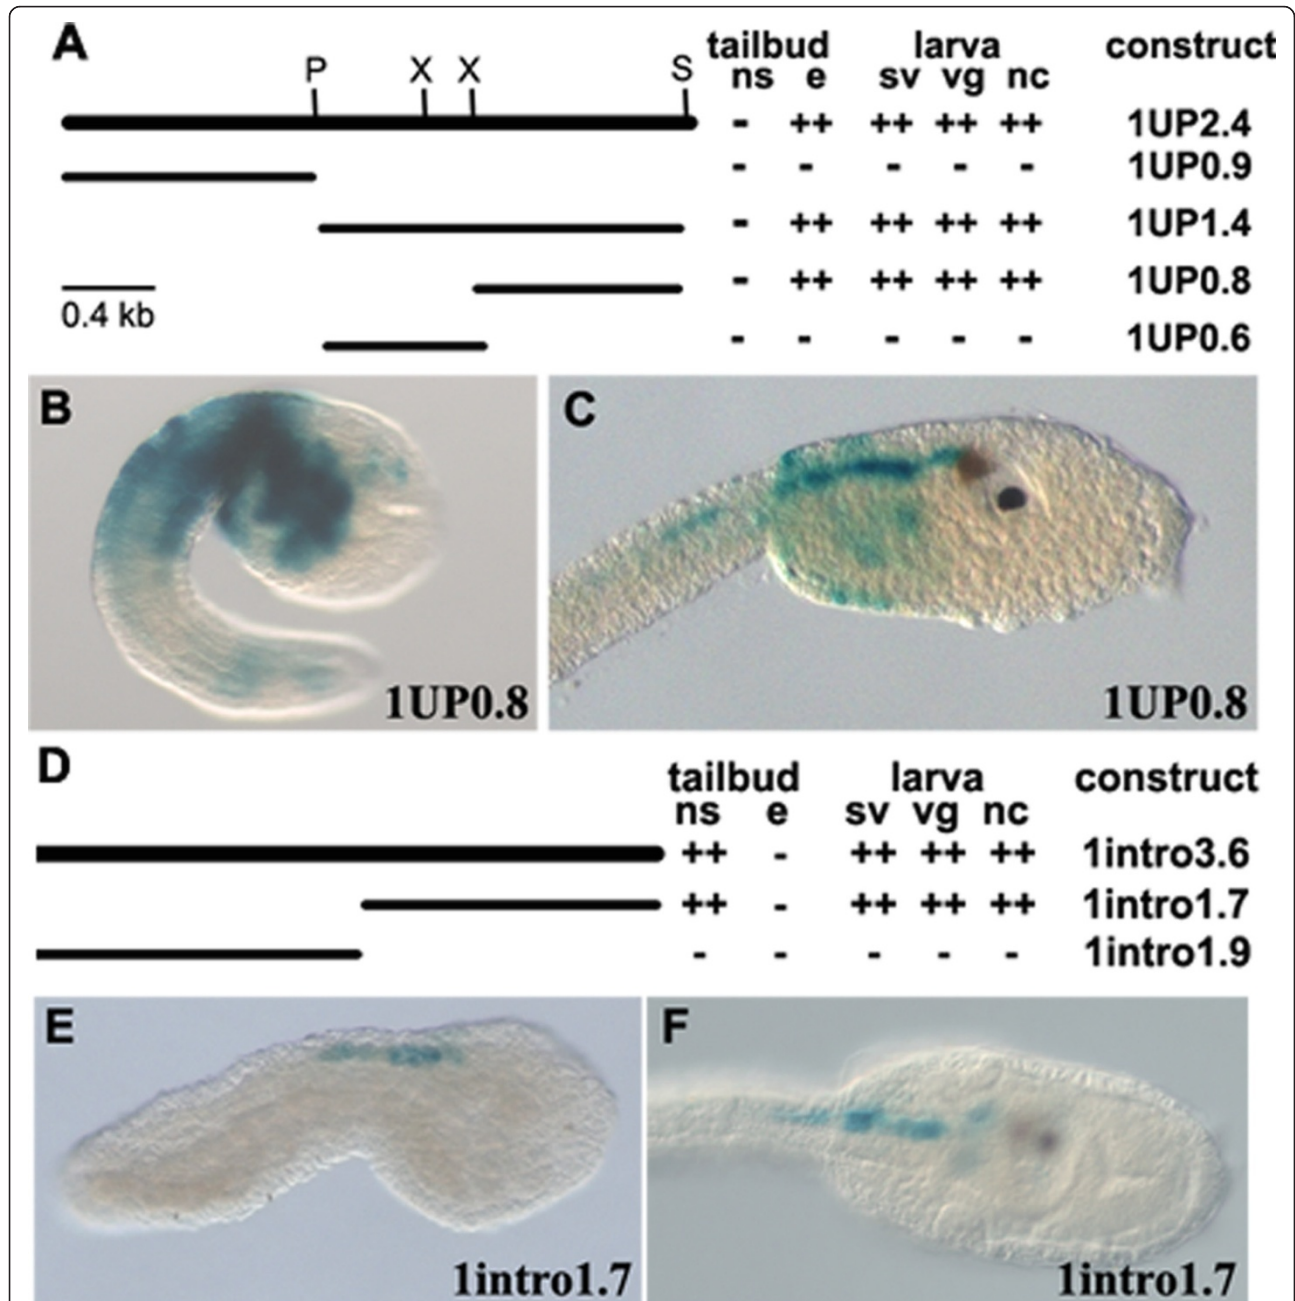 A
P X X S
tailbud larva construct
ns e sv vg nc
- ++ ++ ++ ++ 1UP2.4
- - - - - 1UP0.9
- ++ ++ ++ ++ 1UP1.4
- ++ ++ ++ ++ 1UP0.8
0.4 kb
- - - - - 1UP0.6
B
1UP0.8
C
1UP0.8
D
tailbud larva construct
ns e sv vg nc
++ - ++ ++ ++ 1intro3.6
++ - ++ ++ ++ 1intro1.7
- - - - - 1intro1.9
E
1intro1.7
F
1intro1.7